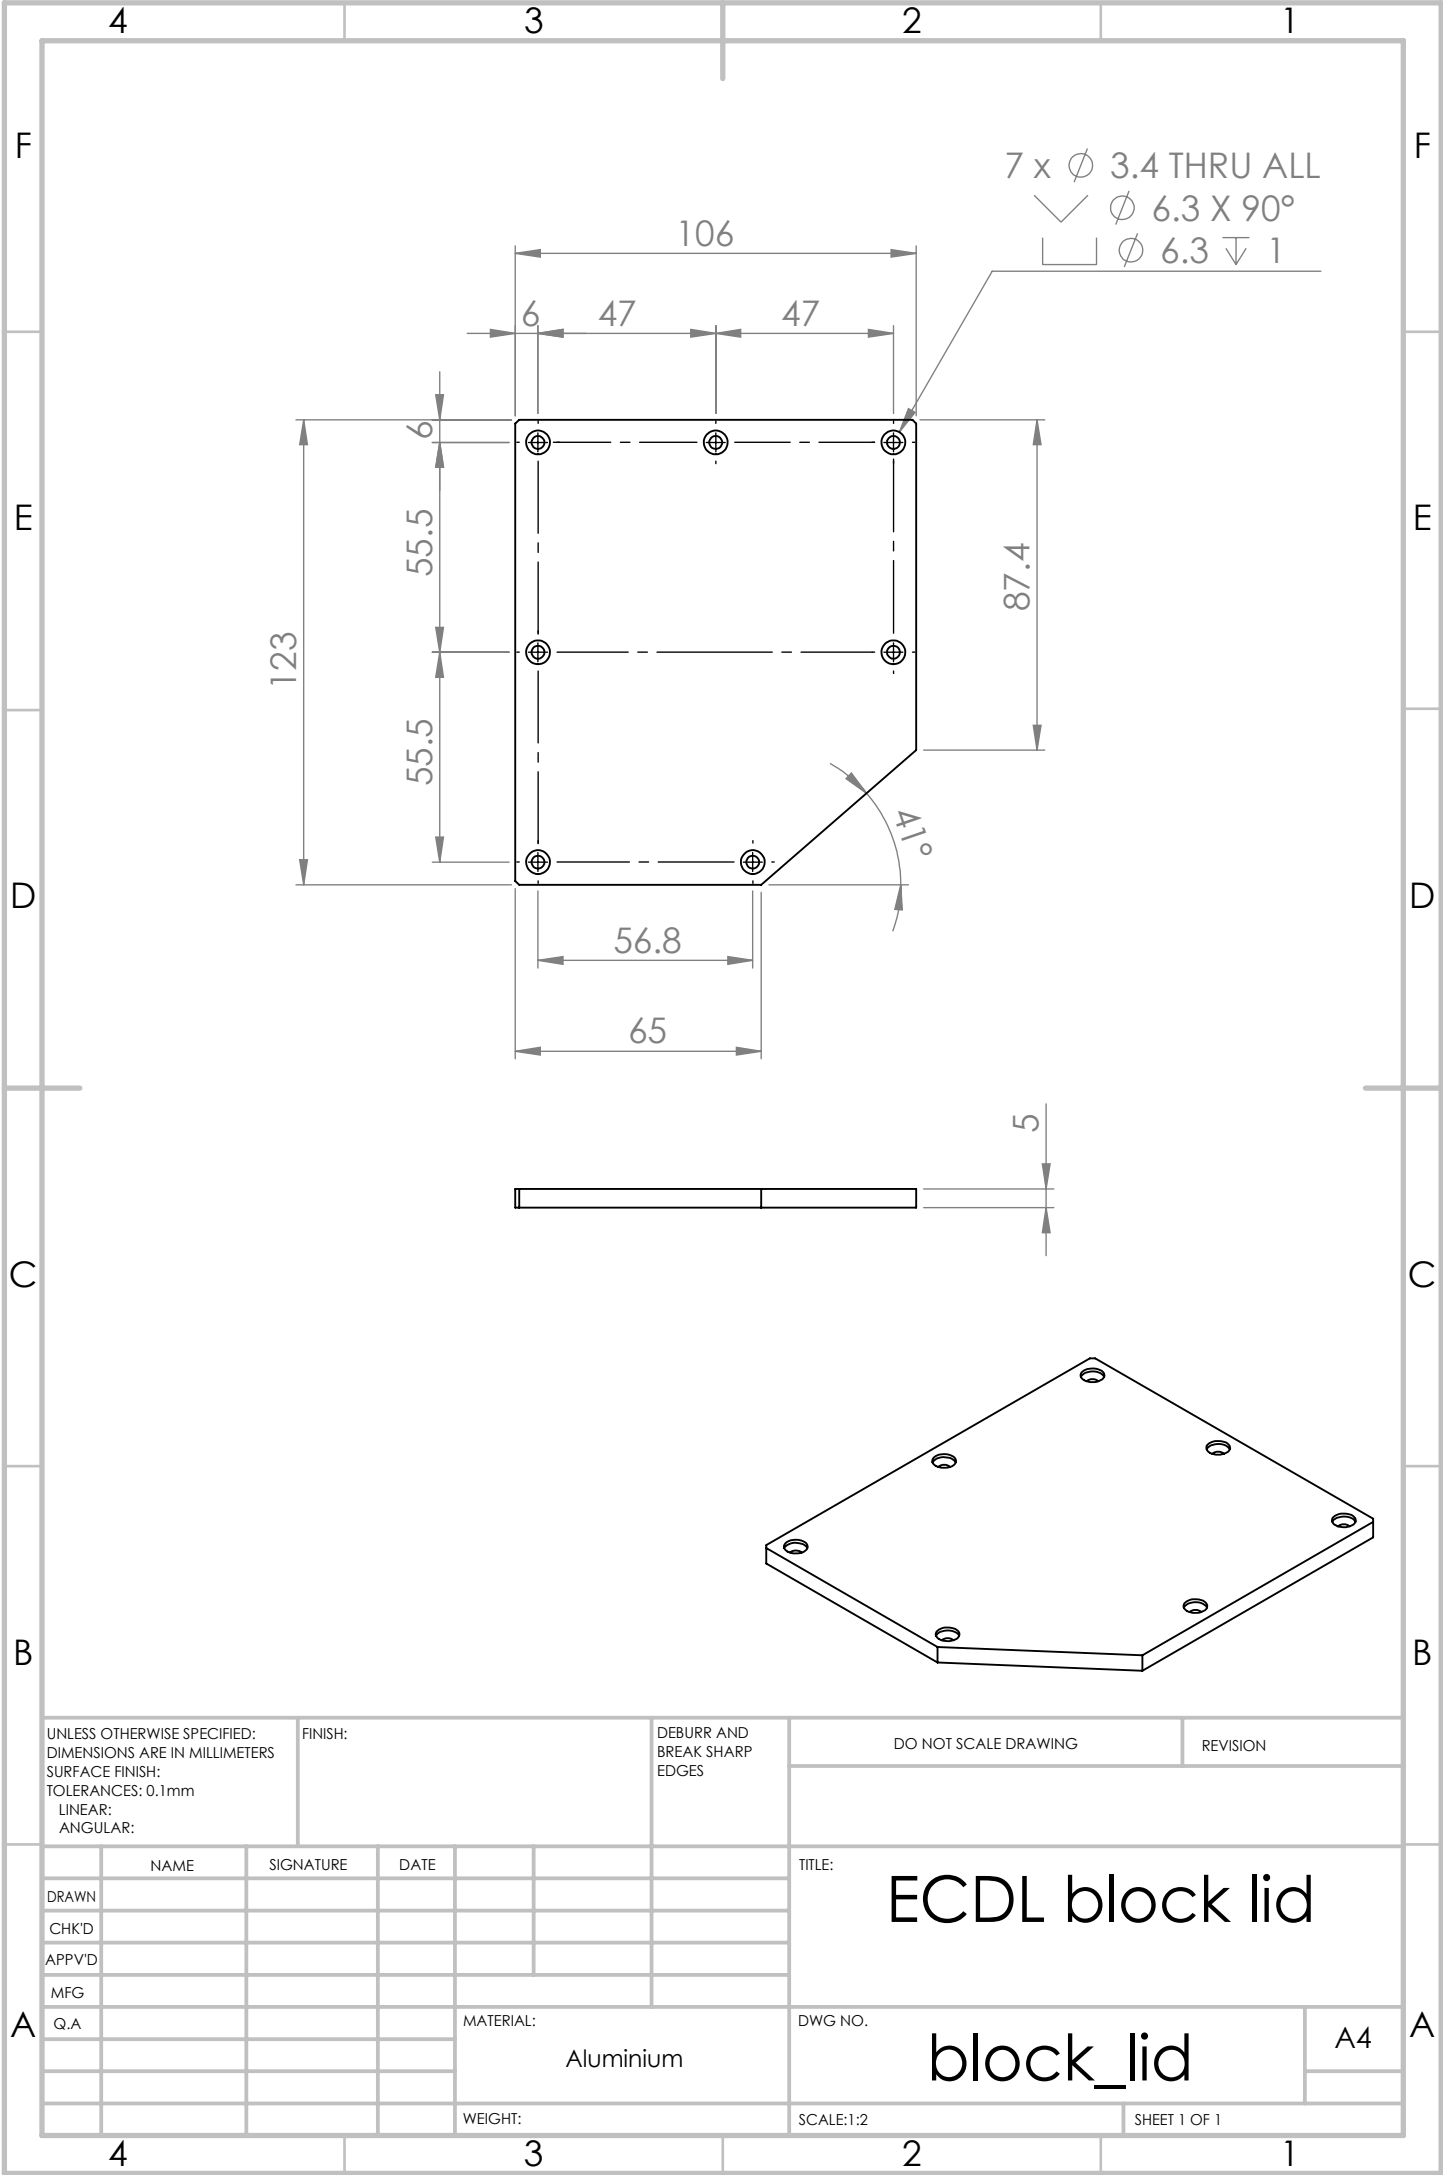 4 3 2 1
F F
7 x ∅ 3.4 THRU ALL
⌵ ∅ 6.3 X 90°
⌴ ∅ 6.3 ↧ 1
106
6 47 47
6
55.5
E E
87.4
123
55.5
41°
D D
56.8
65
5
C C
B B
UNLESS OTHERWISE SPECIFIED:
DIMENSIONS ARE IN MILLIMETERS
SURFACE FINISH:
TOLERANCES: 0.1mm
LINEAR:
ANGULAR:
FINISH:
DEBURR AND
BREAK SHARP
EDGES
DO NOT SCALE DRAWING
REVISION
NAME SIGNATURE DATE
DRAWN
CHK'D
APPV'D
MFG
Q.A
TITLE:
ECDL block lid
MATERIAL:
Aluminium
DWG NO.
block_lid
A4
A A
WEIGHT:
SCALE:1:2
SHEET 1 OF 1
4 3 2 1